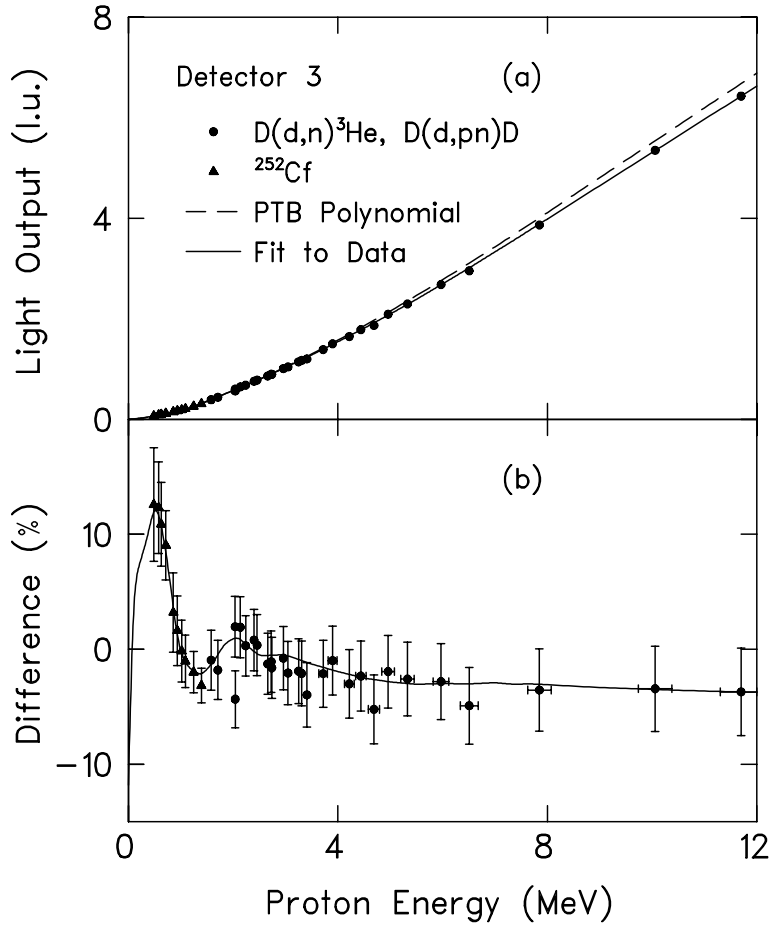 8
Detector 3
(a)
D(d,n)³He, D(d,pn)D
²⁵²Cf
PTB Polynomial
Fit to Data
4
0
Light Output (l.u.)
(b)
10
0
−10
Difference (%)
0 4 8 12
Proton Energy (MeV)